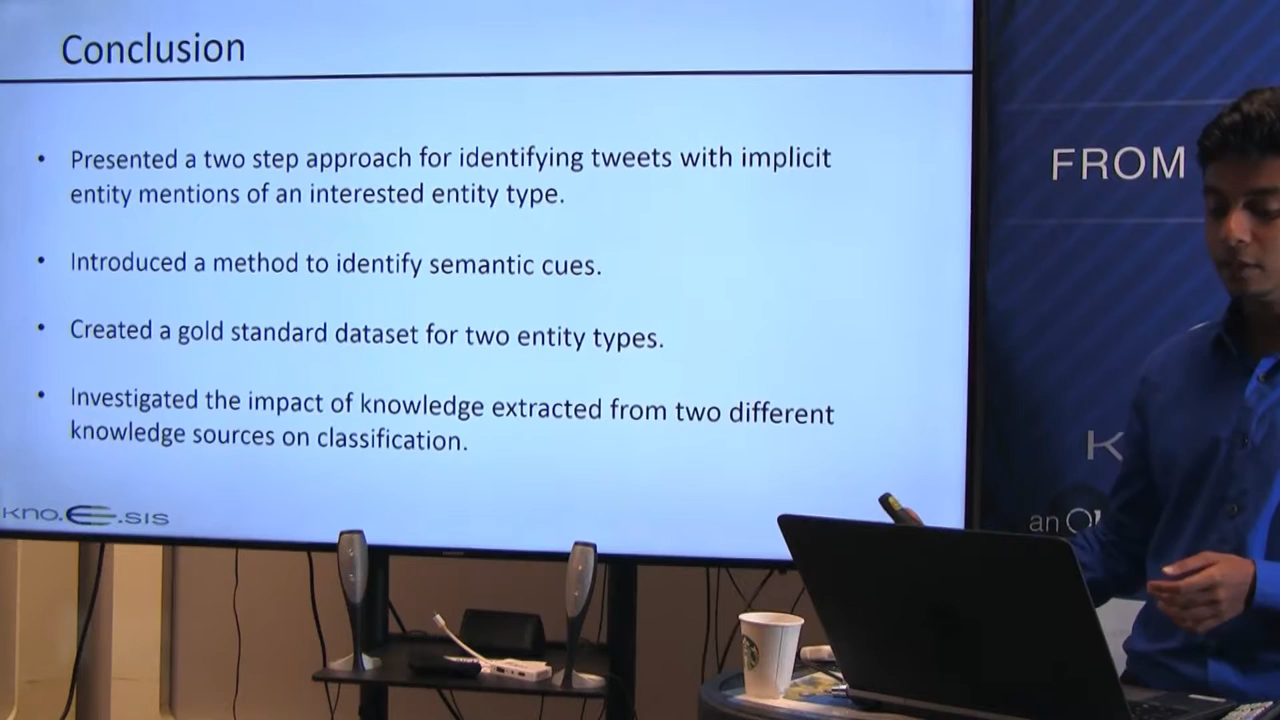 Conclusion
• Presented a two step approach for identifying tweets with implicit
entity mentions of an interested entity type.
• Introduced a method to identify semantic cues.
• Created a gold standard dataset for two entity types.
• Investigated the impact of knowledge extracted from two different
knowledge sources on classification.
kno.e.sis
FROM
K
an